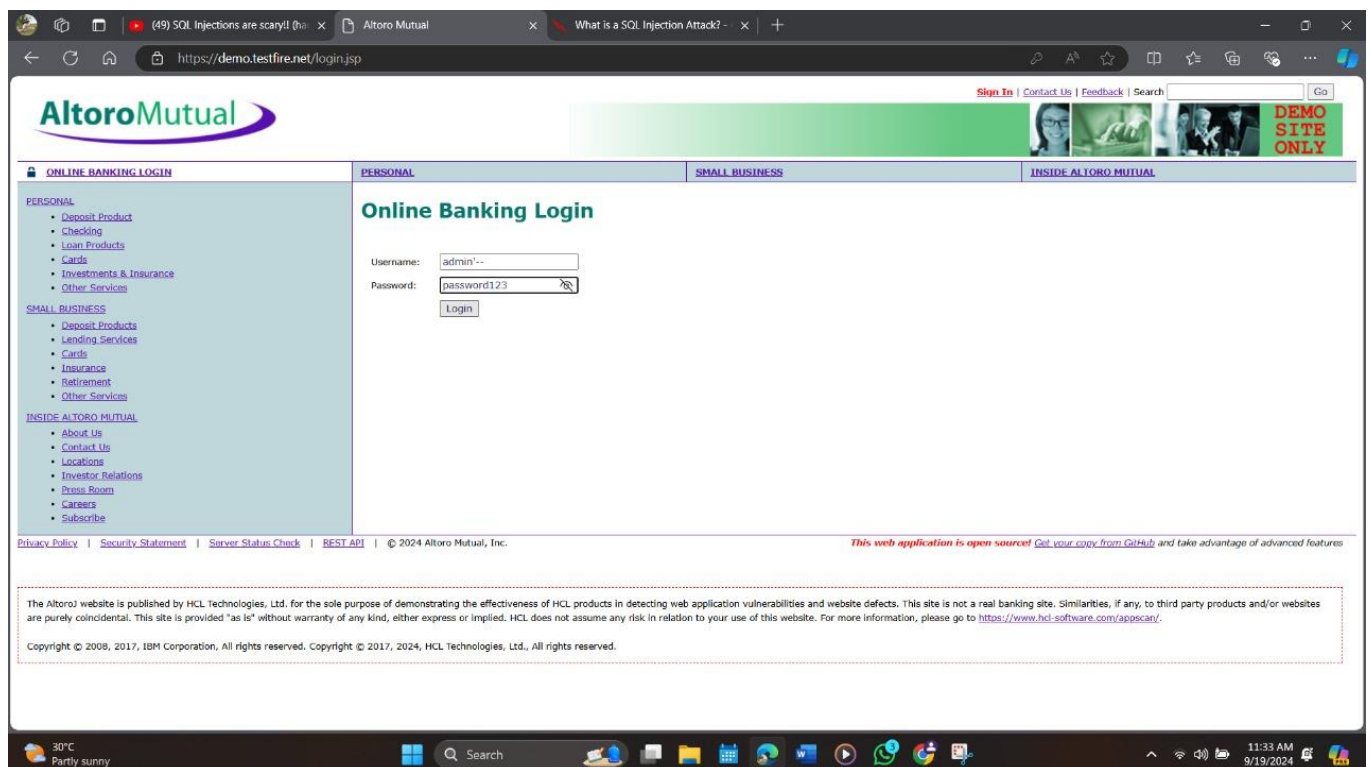 (49) SQL Injections are scary!! (ha
Altoro Mutual
What is a SQL Injection Attack? -
https://demo.testfire.net/login.jsp
Sign In | Contact Us | Feedback | Search
Go
AltoroMutual
DEMO
SITE
ONLY
ONLINE BANKING LOGIN
PERSONAL
SMALL BUSINESS
INSIDE ALTORO MUTUAL
PERSONAL
• Deposit Product
• Checking
• Loan Products
• Cards
• Investments & Insurance
• Other Services
SMALL BUSINESS
• Deposit Products
• Lending Services
• Cards
• Insurance
• Retirement
• Other Services
INSIDE ALTORO MUTUAL
• About Us
• Contact Us
• Locations
• Investor Relations
• Press Room
• Careers
• Subscribe
Online Banking Login
Username: admin'--
Password: password123
Login
Privacy Policy | Security Statement | Server Status Check | REST API | © 2024 Altoro Mutual, Inc.
This web application is open source! Get your copy from GitHub and take advantage of advanced features
The AltoroJ website is published by HCL Technologies, Ltd. for the sole purpose of demonstrating the effectiveness of HCL products in detecting web application vulnerabilities and website defects. This site is not a real banking site. Similarities, if any, to third party products and/or websites
are purely coincidental. This site is provided "as is" without warranty of any kind, either express or implied. HCL does not assume any risk in relation to your use of this website. For more information, please go to https://www.hcl-software.com/appscan/.
Copyright © 2008, 2017, IBM Corporation, All rights reserved. Copyright © 2017, 2024, HCL Technologies, Ltd., All rights reserved.
30°C
Partly sunny
Search
11:33 AM
9/19/2024